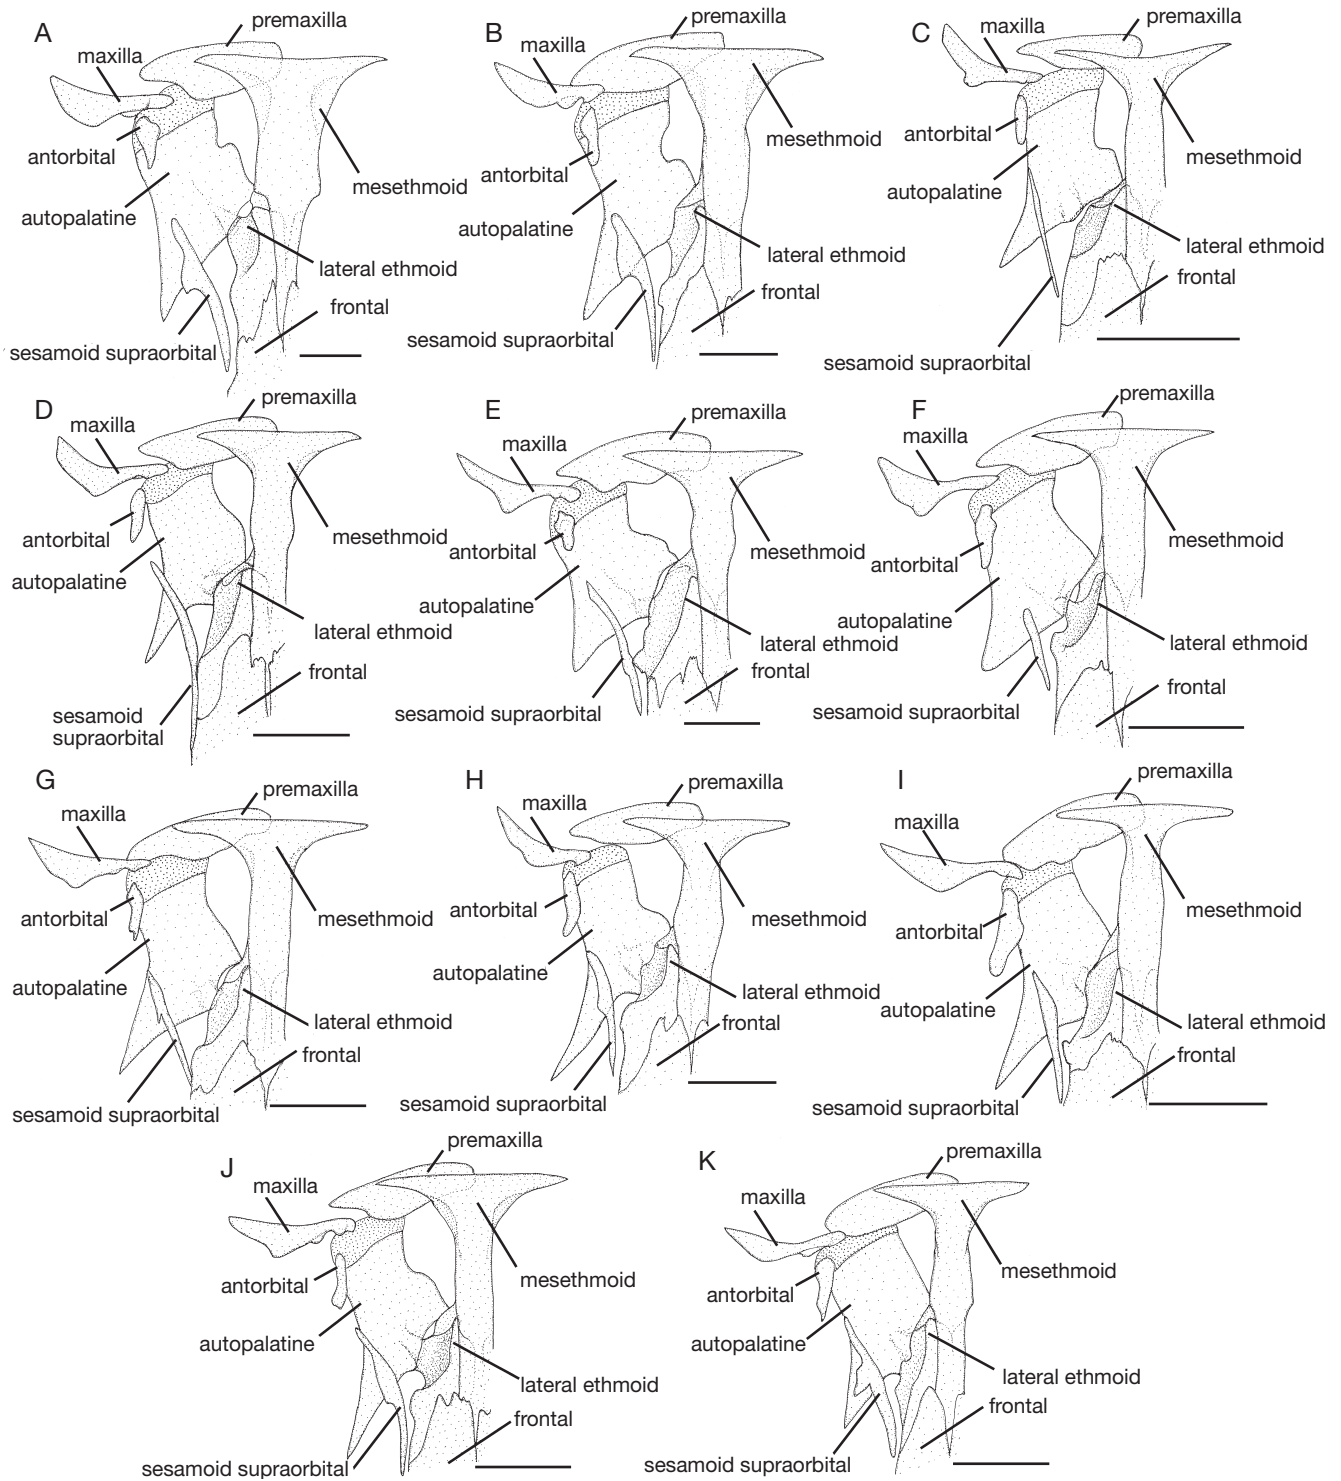 A
premaxilla
maxilla
antorbital
autopalatine
mesethmoid
lateral ethmoid
frontal
sesamoid supraorbital
B
premaxilla
maxilla
mesethmoid
antorbital
autopalatine
lateral ethmoid
frontal
sesamoid supraorbital
C
premaxilla
maxilla
antorbital
mesethmoid
autopalatine
lateral ethmoid
frontal
sesamoid supraorbital
D
premaxilla
maxilla
antorbital
mesethmoid
autopalatine
lateral ethmoid
frontal
sesamoid
supraorbital
E
premaxilla
maxilla
antorbital
mesethmoid
autopalatine
lateral ethmoid
frontal
sesamoid supraorbital
F
premaxilla
maxilla
mesethmoid
antorbital
autopalatine
lateral ethmoid
frontal
sesamoid supraorbital
G
premaxilla
maxilla
antorbital
mesethmoid
autopalatine
lateral ethmoid
frontal
sesamoid supraorbital
H
premaxilla
maxilla
antorbital
mesethmoid
autopalatine
lateral ethmoid
frontal
sesamoid supraorbital
I
premaxilla
maxilla
mesethmoid
antorbital
autopalatine
lateral ethmoid
frontal
sesamoid supraorbital
J
premaxilla
maxilla
antorbital
mesethmoid
autopalatine
lateral ethmoid
frontal
sesamoid supraorbital
K
premaxilla
maxilla
mesethmoid
antorbital
autopalatine
lateral ethmoid
frontal
sesamoid supraorbital